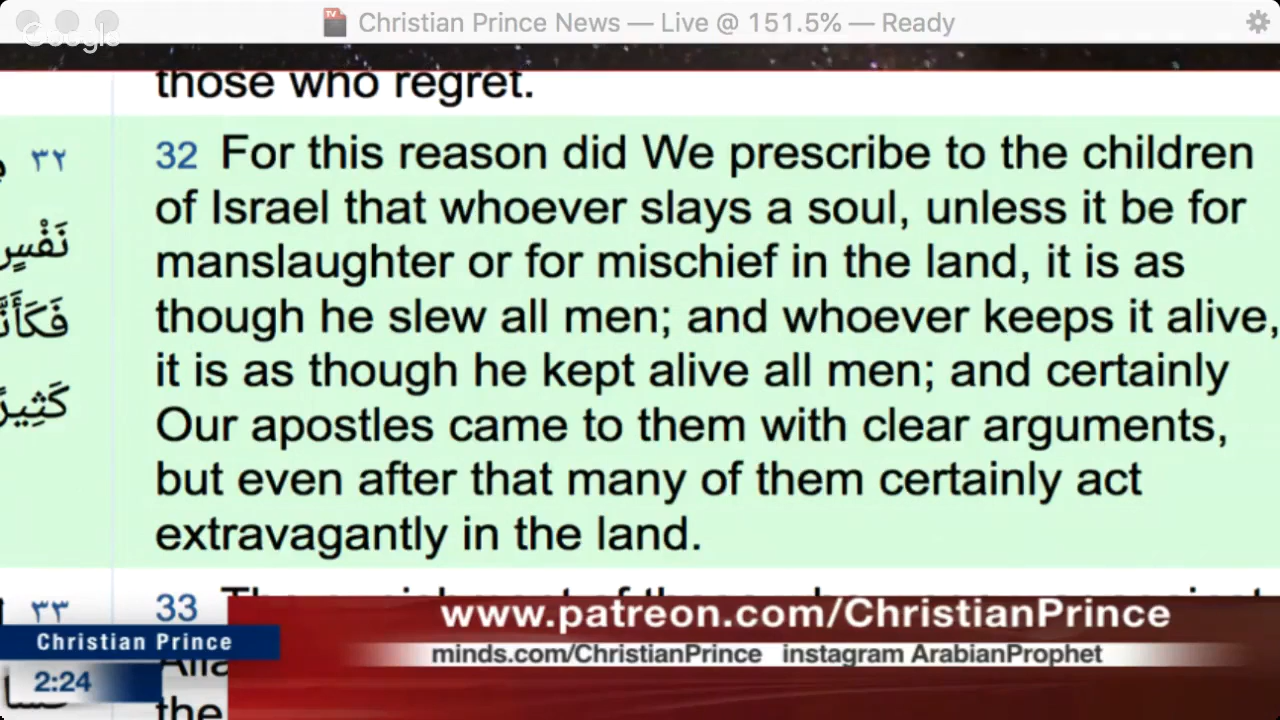 Christian Prince News — Live @ 151.5% — Ready
Google
those who regret.
٣٢
32 For this reason did We prescribe to the children
of Israel that whoever slays a soul, unless it be for
نَفْسٍ
manslaughter or for mischief in the land, it is as
though he slew all men; and whoever keeps it alive,
it is as though he kept alive all men; and certainly
Our apostles came to them with clear arguments,
but even after that many of them certainly act
extravagantly in the land.
٣٣
33
www.patreon.com/ChristianPrince
Christian Prince
minds.com/ChristianPrince instagram ArabianProphet
2:24
the